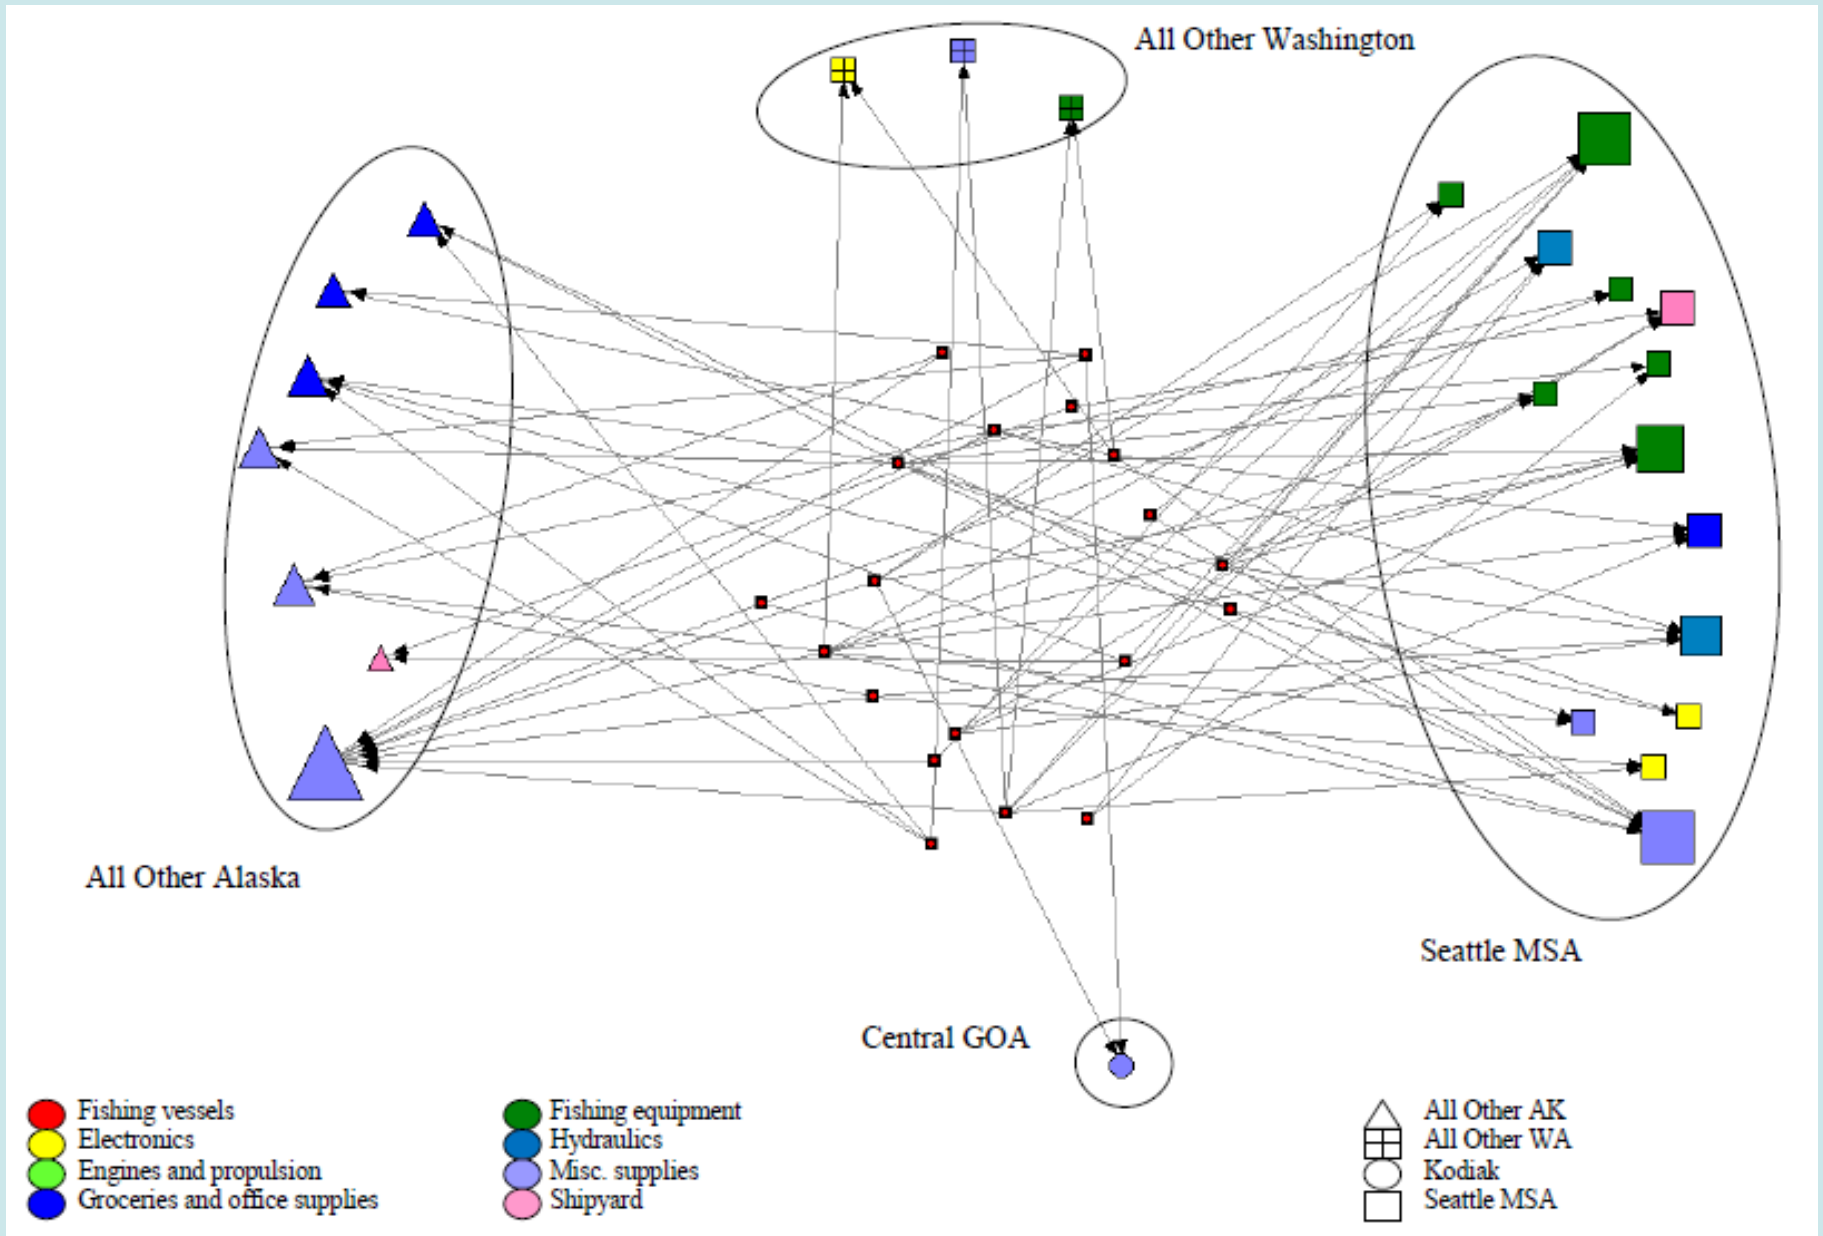 All Other Washington
All Other Alaska
Seattle MSA
Central GOA
Fishing vessels
Electronics
Engines and propulsion
Groceries and office supplies
Fishing equipment
Hydraulics
Misc. supplies
Shipyard
All Other AK
All Other WA
Kodiak
Seattle MSA